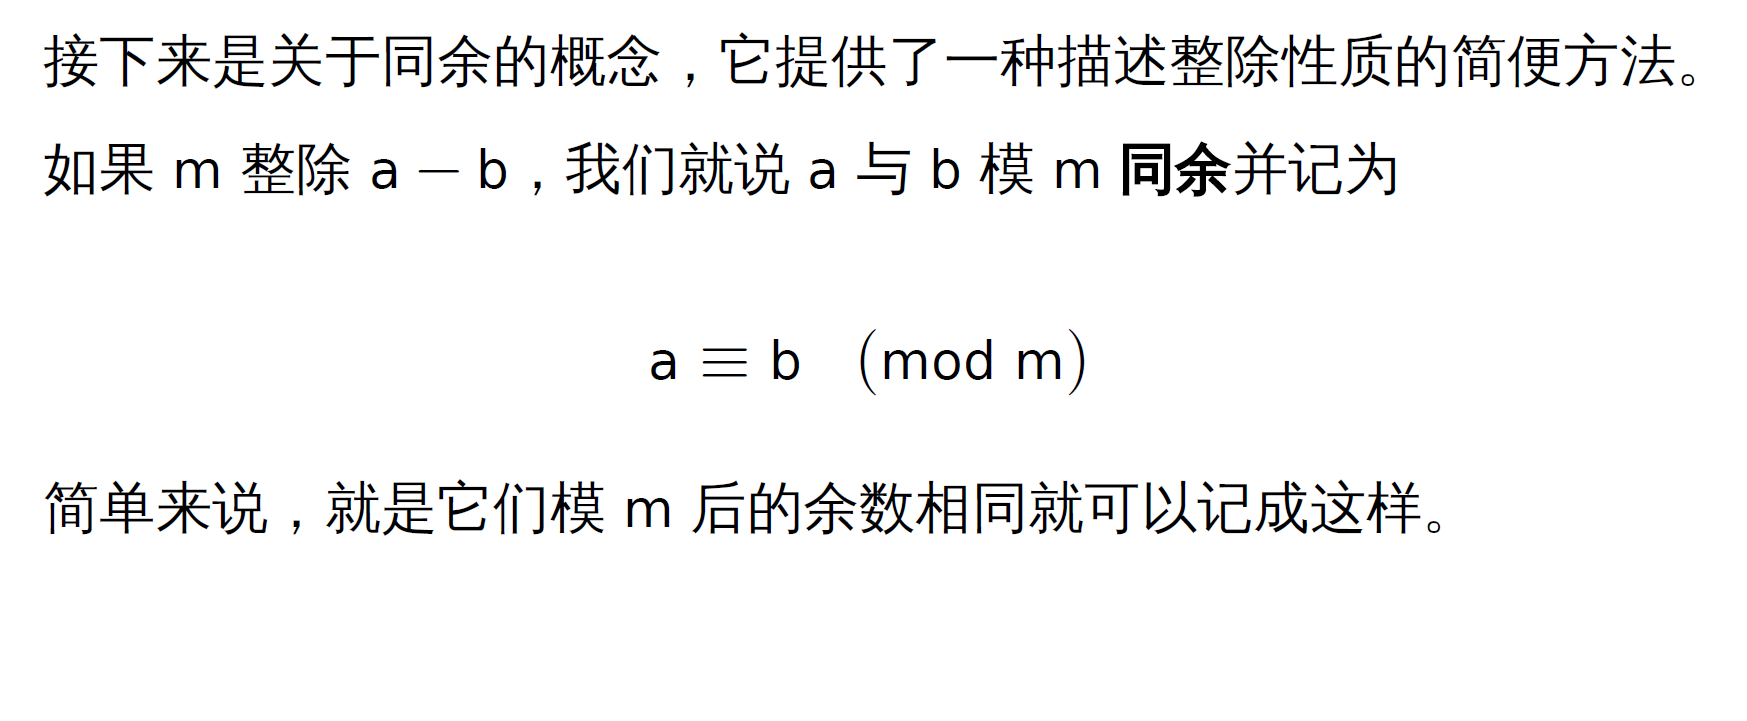 接下来是关于同余的概念，它提供了一种描述整除性质的简便方法。
如果 m 整除 a − b，我们就说 a 与 b 模 m 同余并记为
a ≡ b (mod m)
简单来说，就是它们模 m 后的余数相同就可以记成这样。